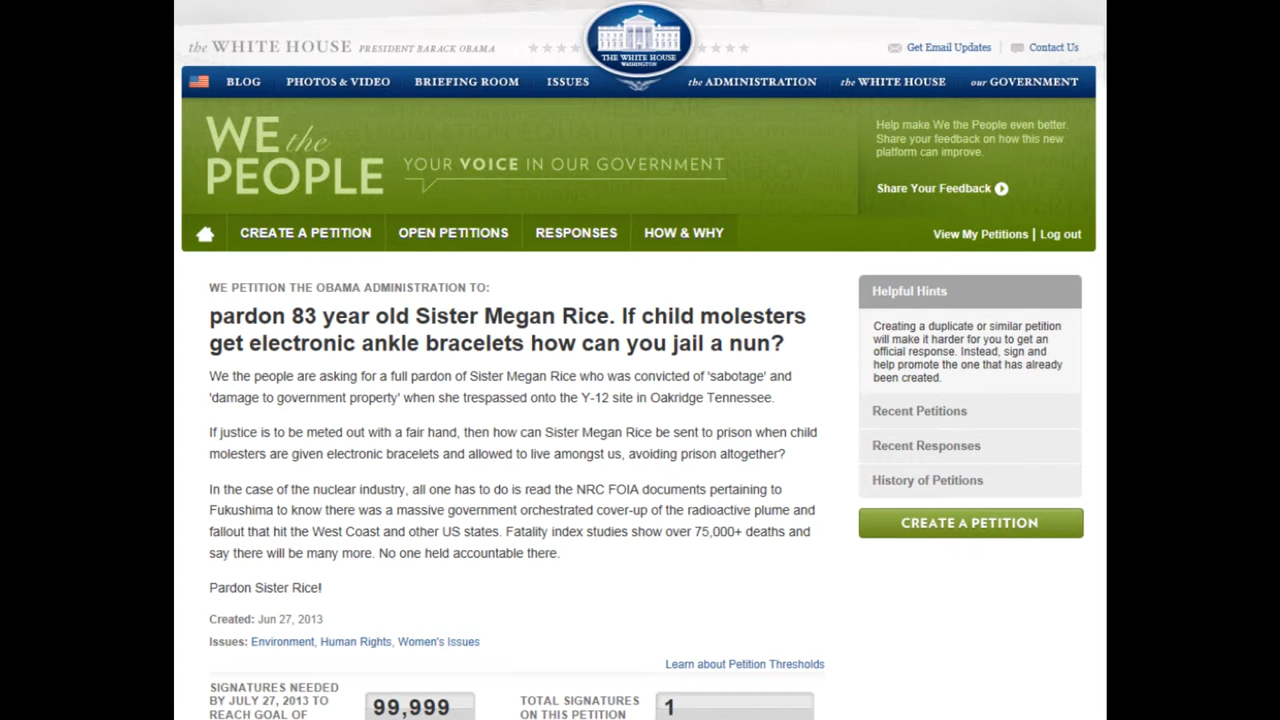 the WHITE HOUSE PRESIDENT BARACK OBAMA
THE WHITE HOUSE
WASHINGTON
Get Email Updates
Contact Us
BLOG PHOTOS & VIDEO BRIEFING ROOM ISSUES the ADMINISTRATION the WHITE HOUSE our GOVERNMENT
WE the
PEOPLE
YOUR VOICE IN OUR GOVERNMENT
Help make We the People even better.
Share your feedback on how this new
platform can improve.
Share Your Feedback
CREATE A PETITION OPEN PETITIONS RESPONSES HOW & WHY
View My Petitions | Log out
WE PETITION THE OBAMA ADMINISTRATION TO:
pardon 83 year old Sister Megan Rice. If child molesters
get electronic ankle bracelets how can you jail a nun?
We the people are asking for a full pardon of Sister Megan Rice who was convicted of 'sabotage' and
'damage to government property' when she trespassed onto the Y-12 site in Oakridge Tennessee.
If justice is to be meted out with a fair hand, then how can Sister Megan Rice be sent to prison when child
molesters are given electronic bracelets and allowed to live amongst us, avoiding prison altogether?
In the case of the nuclear industry, all one has to do is read the NRC FOIA documents pertaining to
Fukushima to know there was a massive government orchestrated cover-up of the radioactive plume and
fallout that hit the West Coast and other US states. Fatality index studies show over 75,000+ deaths and
say there will be many more. No one held accountable there.
Pardon Sister Rice!
Created: Jun 27, 2013
Issues: Environment, Human Rights, Women's Issues
Learn about Petition Thresholds
SIGNATURES NEEDED
BY JULY 27, 2013 TO
REACH GOAL OF
99,999
TOTAL SIGNATURES
ON THIS PETITION
1
Helpful Hints
Creating a duplicate or similar petition
will make it harder for you to get an
official response. Instead, sign and
help promote the one that has already
been created.
Recent Petitions
Recent Responses
History of Petitions
CREATE A PETITION